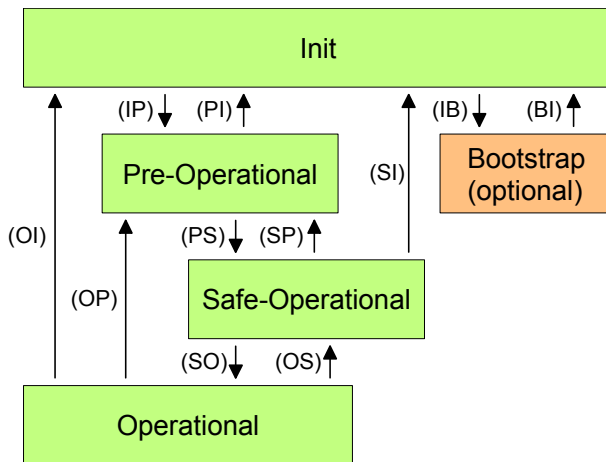 Init
(IP)
(PI)
(IB)
(BI)
Pre-Operational
(SI)
Bootstrap
(optional)
(OI)
(PS)
(SP)
(OP)
Safe-Operational
(SO)
(OS)
Operational